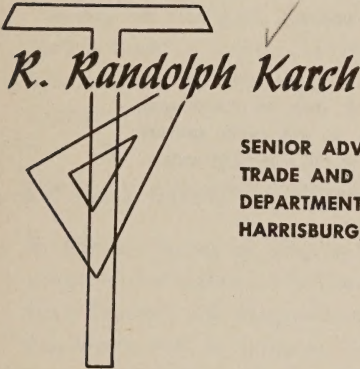 R. Randolph Karch
SENIOR ADV
TRADE AND
DEPARTMENT
HARRISBURG